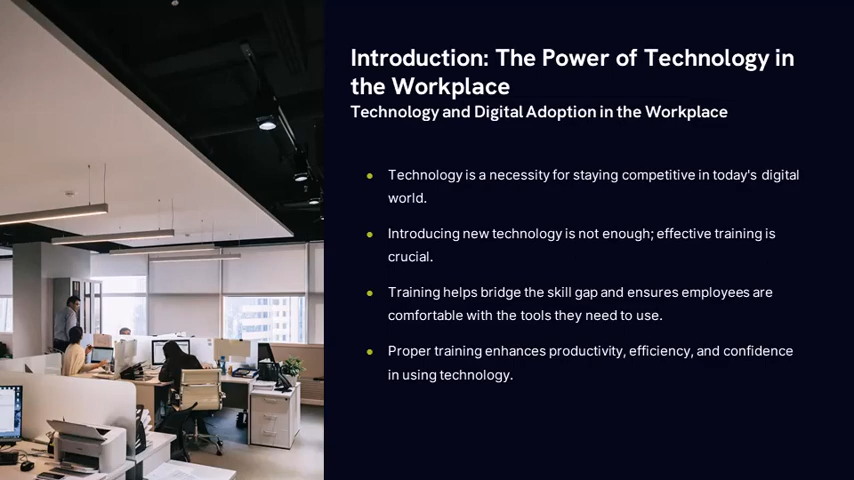 Introduction: The Power of Technology in
the Workplace
Technology and Digital Adoption in the Workplace
Technology is a necessity for staying competitive in today's digital
world.
Introducing new technology is not enough; effective training is
crucial.
Training helps bridge the skill gap and ensures employees are
comfortable with the tools they need to use.
Proper training enhances productivity, efficiency, and confidence
in using technology.